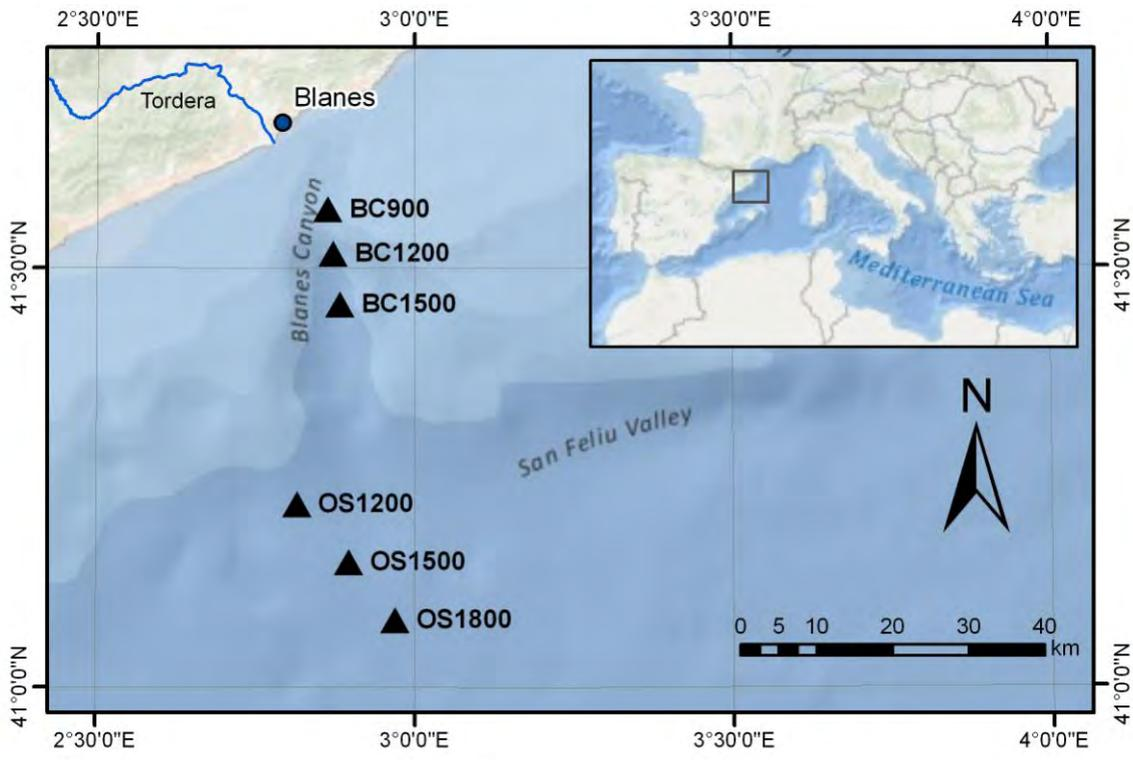 2°30'0"E
3°0'0"E
3°30'0"E
4°0'0"E
Tordera
Blanes
BC900
BC1200
BC1500
Blanes Canyon
41°30'0"N
41°30'0"N
Mediterranean Sea
San Feliu Valley
N
OS1200
OS1500
OS1800
0 5 10 20 30 40
km
41°0'0"N
41°0'0"N
2°30'0"E
3°0'0"E
3°30'0"E
4°0'0"E